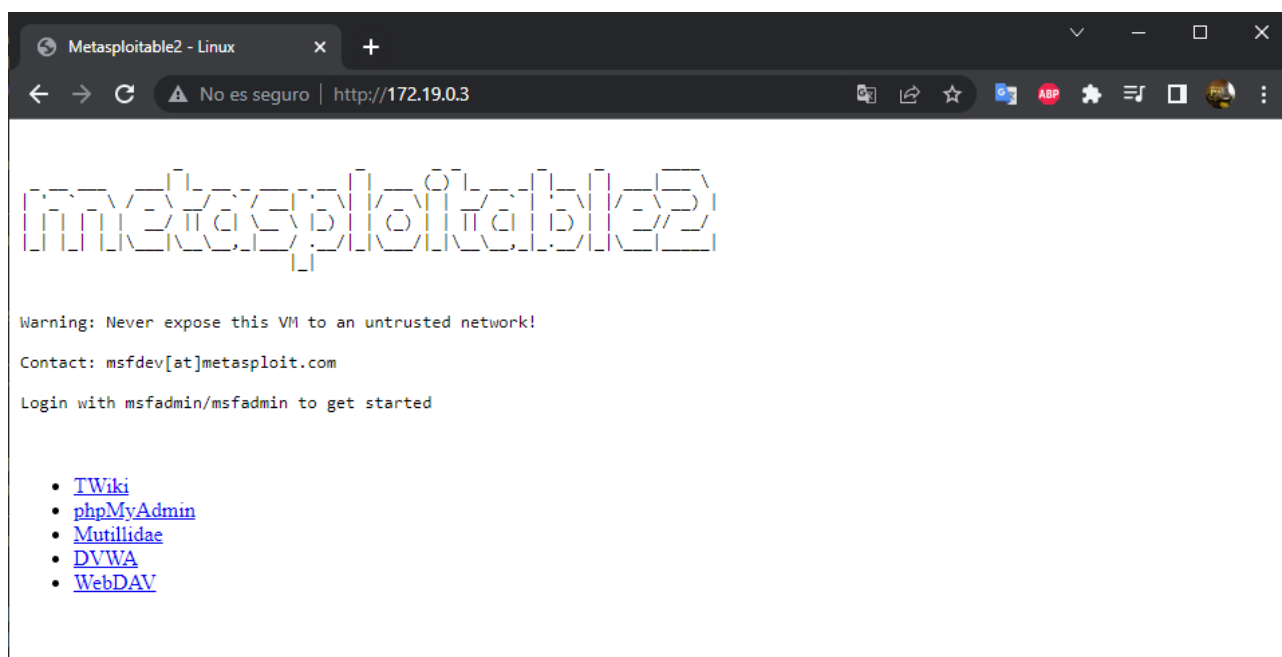 Metasploitable2 - Linux
No es seguro | http://172.19.0.3
ABP
metasploitable2
Warning: Never expose this VM to an untrusted network!
Contact: msfdev[at]metasploit.com
Login with msfadmin/msfadmin to get started
• TWiki
• phpMyAdmin
• Mutillidae
• DVWA
• WebDAV